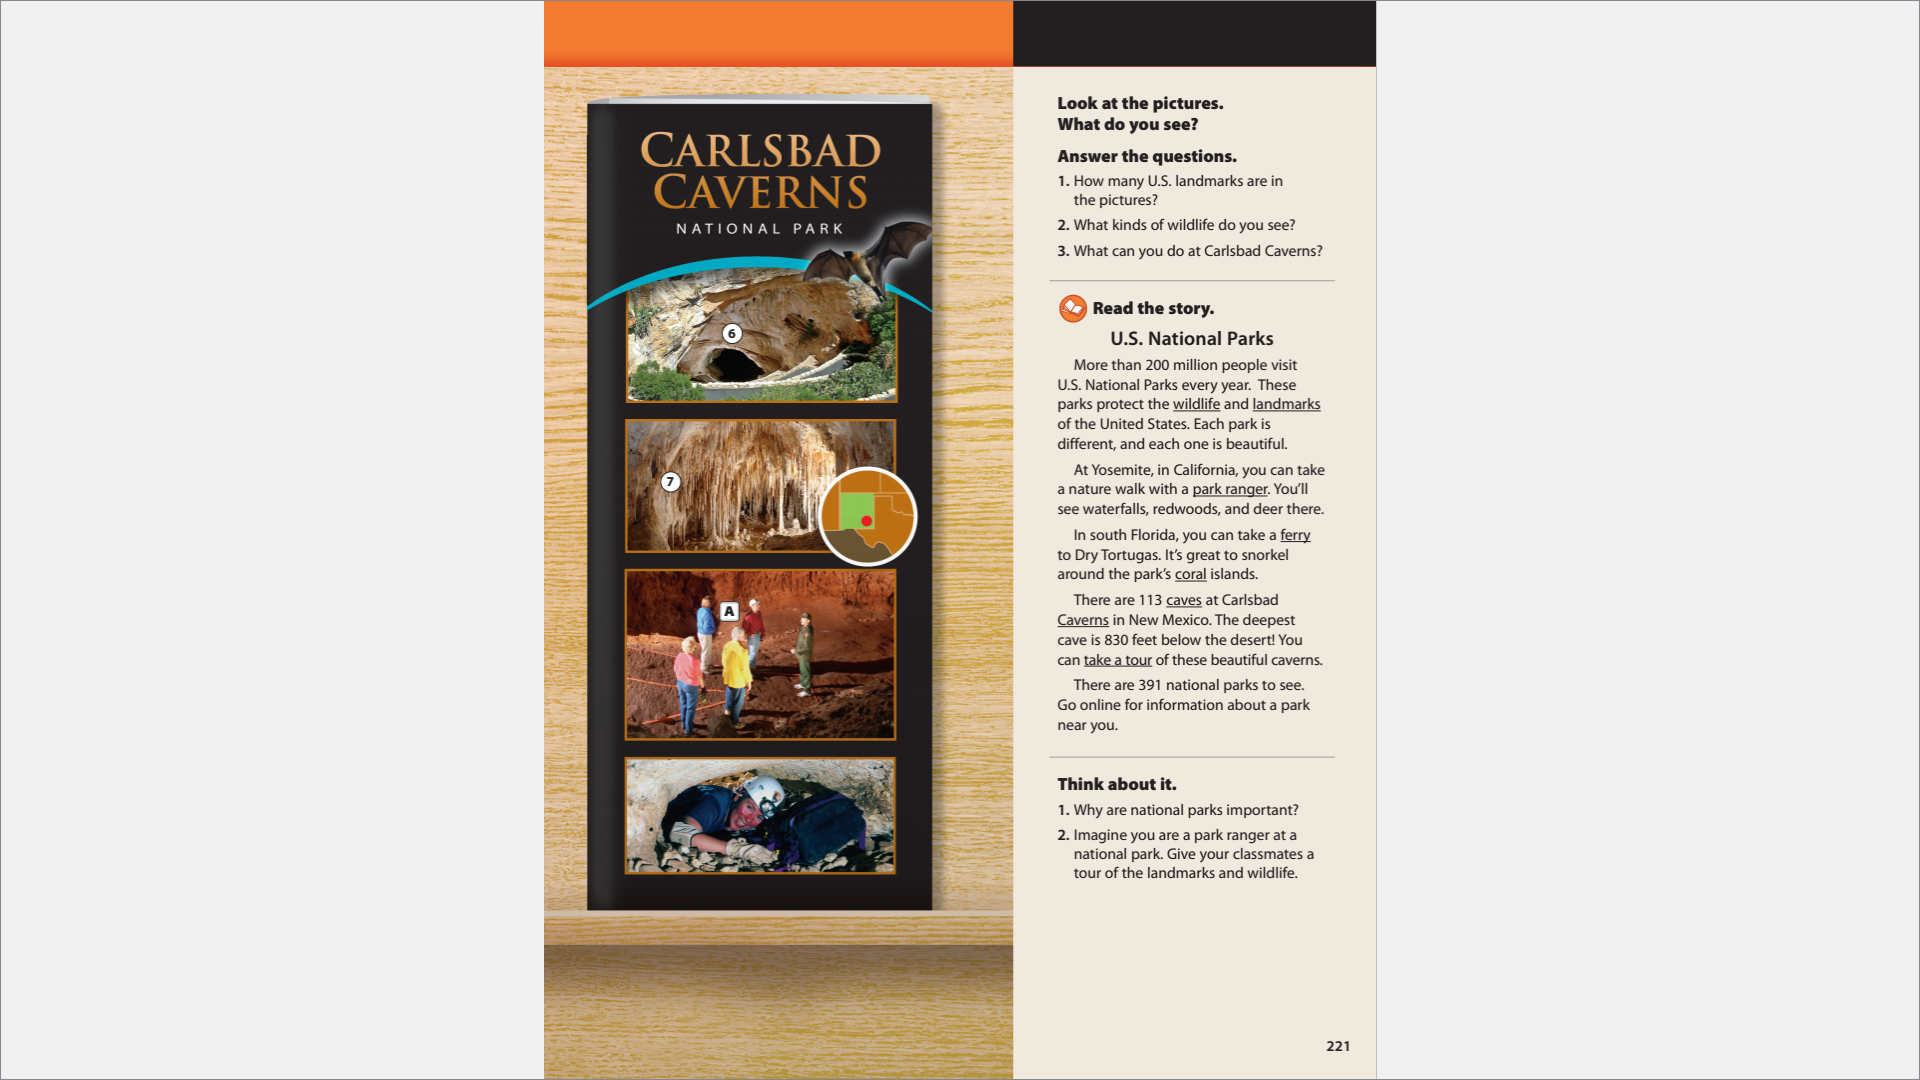 CARLSBAD
CAVERNS
NATIONAL PARK
6
7
A
Look at the pictures.
What do you see?
Answer the questions.
1. How many U.S. landmarks are in
the pictures?
2. What kinds of wildlife do you see?
3. What can you do at Carlsbad Caverns?
Read the story.
U.S. National Parks
More than 200 million people visit
U.S. National Parks every year. These
parks protect the wildlife and landmarks
of the United States. Each park is
different, and each one is beautiful.
At Yosemite, in California, you can take
a nature walk with a park ranger. You’ll
see waterfalls, redwoods, and deer there.
In south Florida, you can take a ferry
to Dry Tortugas. It’s great to snorkel
around the park’s coral islands.
There are 113 caves at Carlsbad
Caverns in New Mexico. The deepest
cave is 830 feet below the desert! You
can take a tour of these beautiful caverns.
There are 391 national parks to see.
Go online for information about a park
near you.
Think about it.
1. Why are national parks important?
2. Imagine you are a park ranger at a
national park. Give your classmates a
tour of the landmarks and wildlife.
221